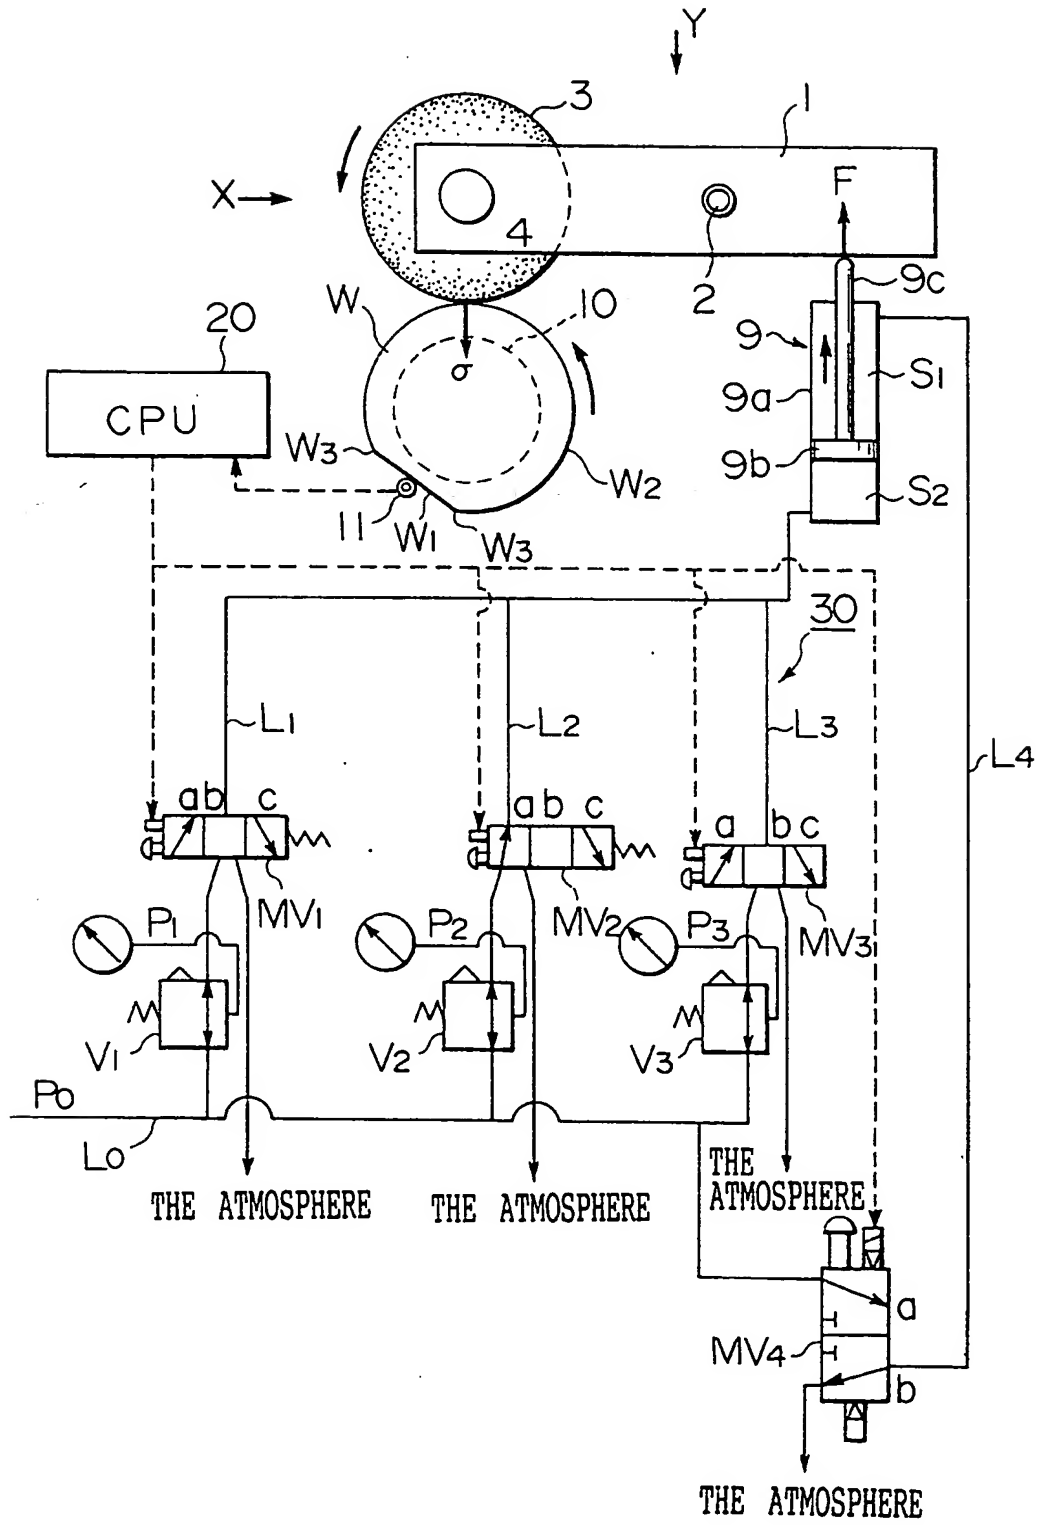 Y
3
1
X
F
4
2
9c
W
10
20
9
S1
9a
CPU
W3
9b
W2
S2
11
W1
W3
30
L1
L2
L3
L4
a b c
a b c
a b c
MV1
MV2
MV3
P1
P2
P3
V1
V2
V3
P0
L0
THE ATMOSPHERE
THE ATMOSPHERE
THE
ATMOSPHERE
a
MV4
b
THE ATMOSPHERE